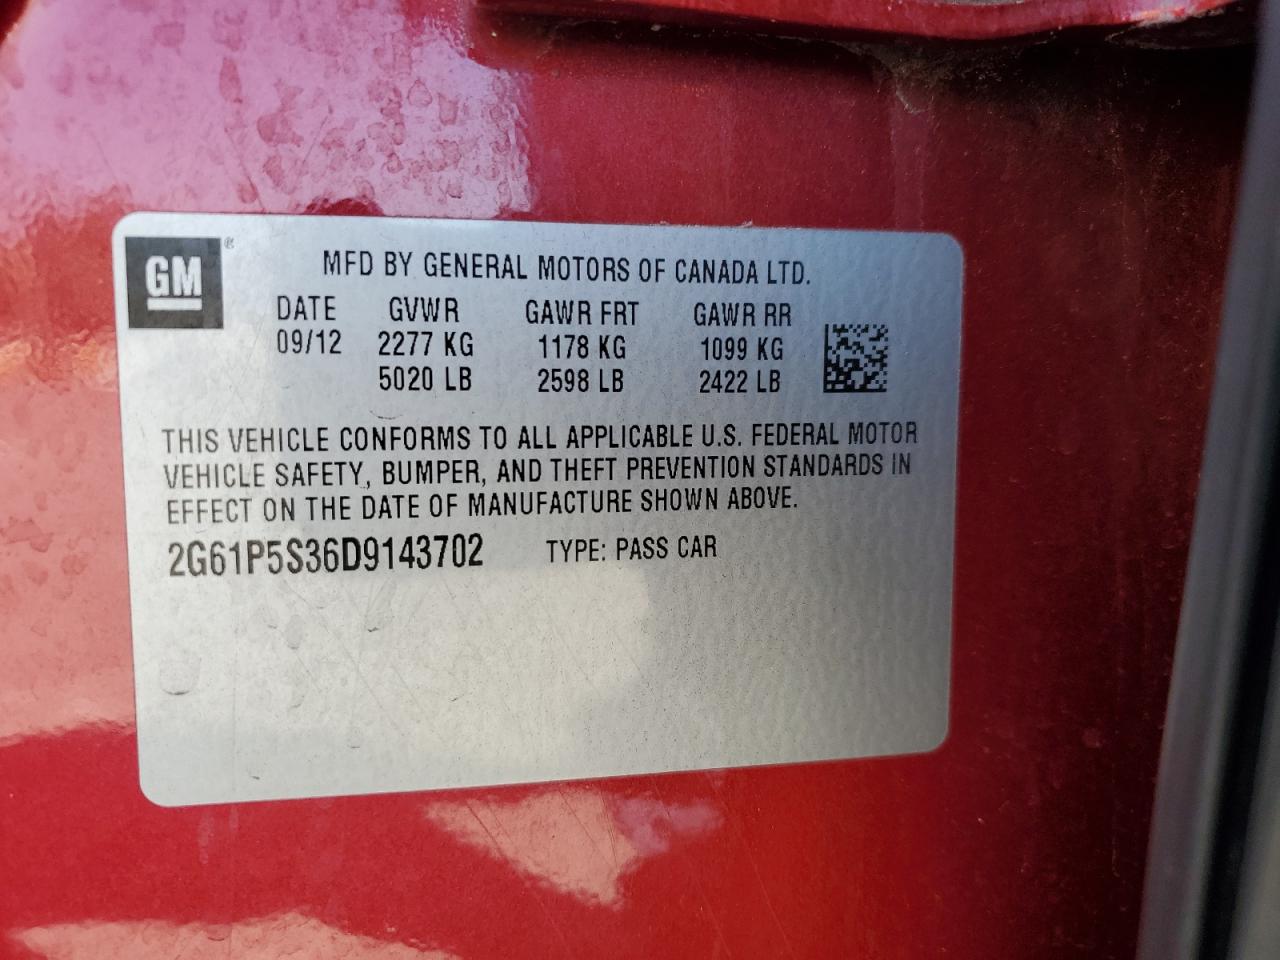 GM ®
MFD BY GENERAL MOTORS OF CANADA LTD.
DATE GVWR GAWR FRT GAWR RR
09/12 2277 KG 1178 KG 1099 KG
5020 LB 2598 LB 2422 LB
THIS VEHICLE CONFORMS TO ALL APPLICABLE U.S. FEDERAL MOTOR
VEHICLE SAFETY, BUMPER, AND THEFT PREVENTION STANDARDS IN
EFFECT ON THE DATE OF MANUFACTURE SHOWN ABOVE.
2G61P5S36D9143702 TYPE: PASS CAR